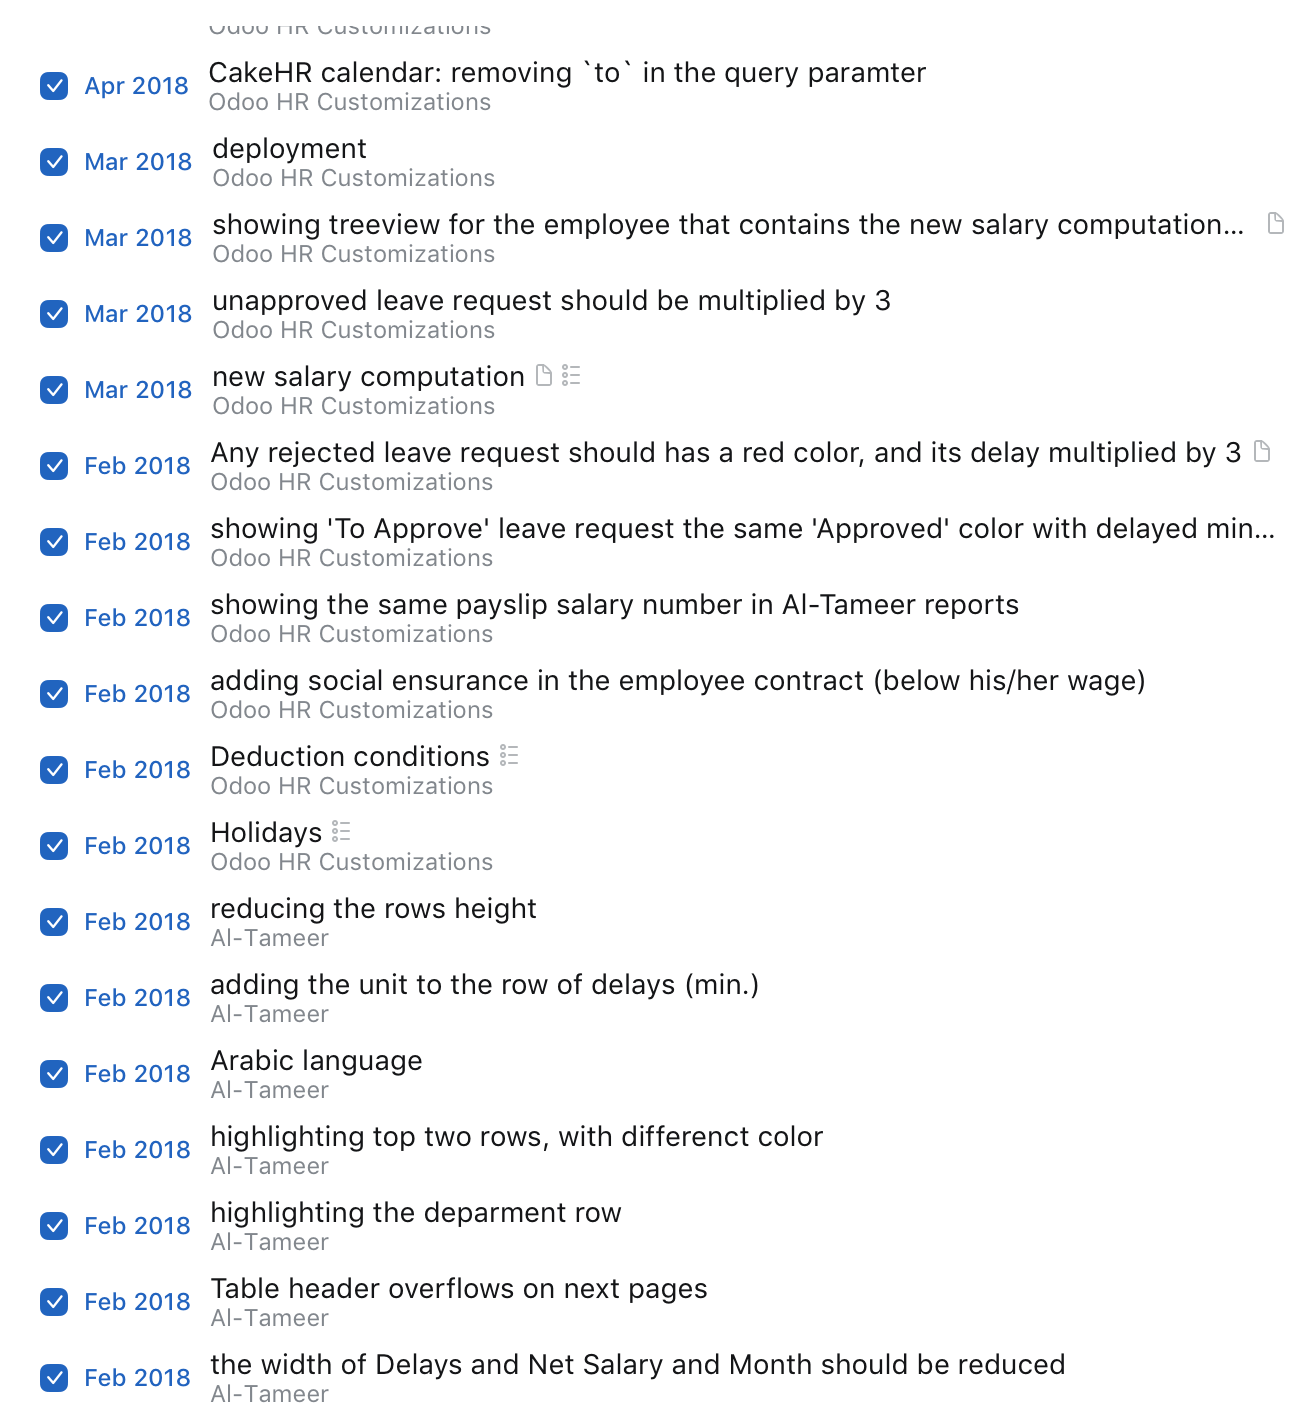 Odoo HR Customizations
Apr 2018
CakeHR calendar: removing `to` in the query paramter
Odoo HR Customizations
Mar 2018
deployment
Odoo HR Customizations
Mar 2018
showing treeview for the employee that contains the new salary computation...
Odoo HR Customizations
Mar 2018
unapproved leave request should be multiplied by 3
Odoo HR Customizations
Mar 2018
new salary computation
Odoo HR Customizations
Feb 2018
Any rejected leave request should has a red color, and its delay multiplied by 3
Odoo HR Customizations
Feb 2018
showing 'To Approve' leave request the same 'Approved' color with delayed min...
Odoo HR Customizations
Feb 2018
showing the same payslip salary number in Al-Tameer reports
Odoo HR Customizations
Feb 2018
adding social ensurance in the employee contract (below his/her wage)
Odoo HR Customizations
Feb 2018
Deduction conditions
Odoo HR Customizations
Feb 2018
Holidays
Odoo HR Customizations
Feb 2018
reducing the rows height
Al-Tameer
Feb 2018
adding the unit to the row of delays (min.)
Al-Tameer
Feb 2018
Arabic language
Al-Tameer
Feb 2018
highlighting top two rows, with differenct color
Al-Tameer
Feb 2018
highlighting the deparment row
Al-Tameer
Feb 2018
Table header overflows on next pages
Al-Tameer
Feb 2018
the width of Delays and Net Salary and Month should be reduced
Al-Tameer